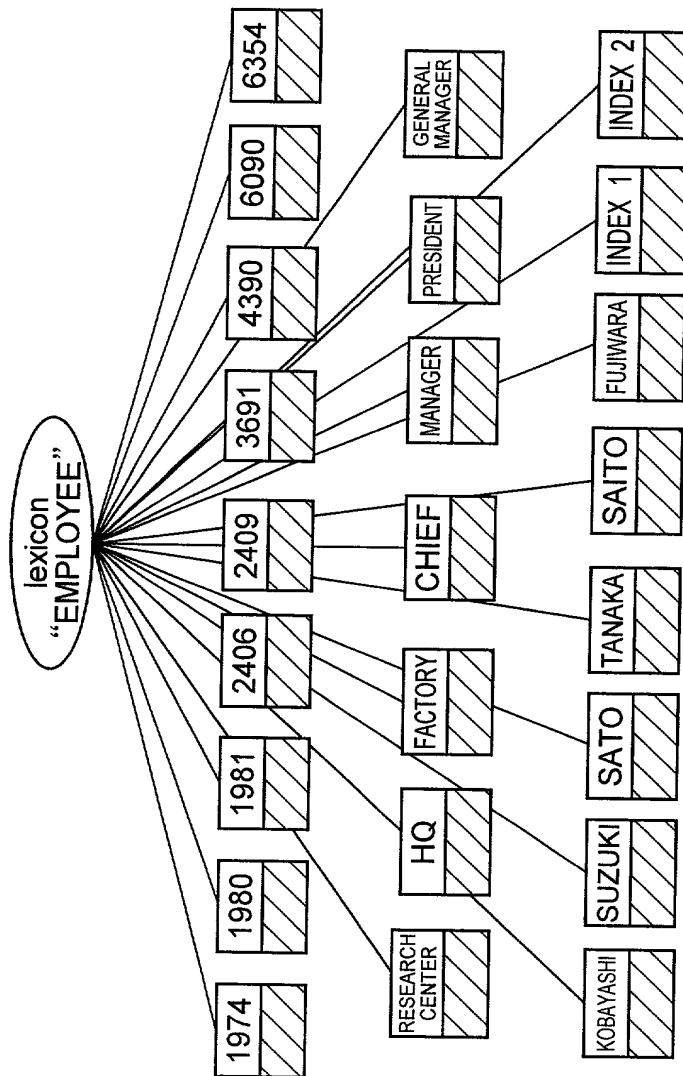 lexicon
“EMPLOYEE”
1974
1980
1981
2406
2409
3691
4390
6090
6354
RESEARCH
CENTER
HQ
FACTORY
CHIEF
MANAGER
PRESIDENT
GENERAL
MANAGER
KOBAYASHI
SUZUKI
SATO
TANAKA
SAITO
FUJIWARA
INDEX 1
INDEX 2